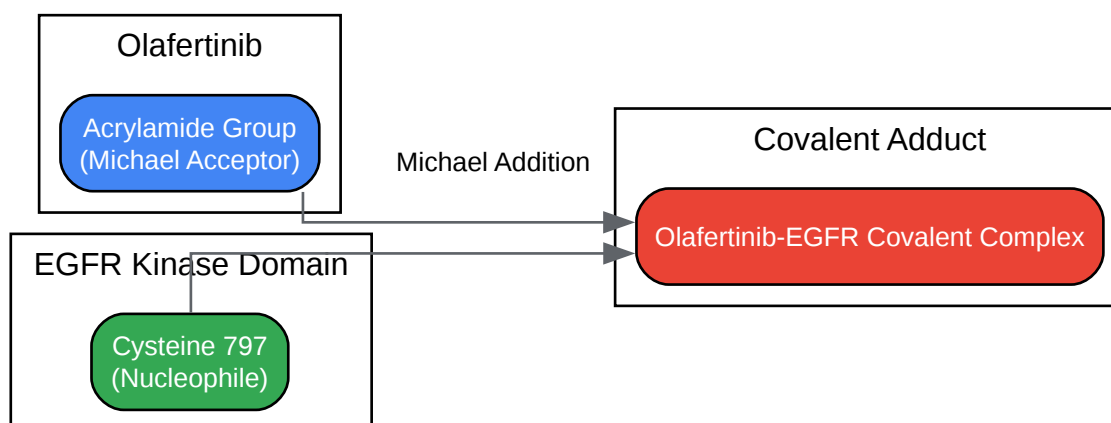 Olafertinib
Acrylamide Group
(Michael Acceptor)
Michael Addition
Covalent Adduct
Olafertinib-EGFR Covalent Complex
EGFR Kinase Domain
Cysteine 797
(Nucleophile)